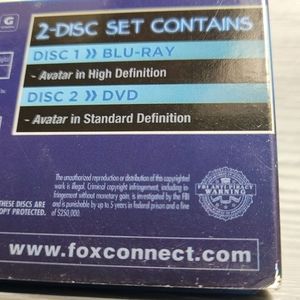 G
2-DISC SET CONTAINS
DISC 1 » BLU-RAY
- Avatar in High Definition
DISC 2 » DVD
- Avatar in Standard Definition
THESE DISCS ARE
COPY PROTECTED.
The unauthorized reproduction or distribution of this copyrighted
work is illegal. Criminal copyright infringement, including in-
fringement without monetary gain, is investigated by the FBI
and is punishable by up to 5 years in federal prison and a fine
of $250,000.
FBI ANTI-PIRACY
WARNING
www.foxconnect.com